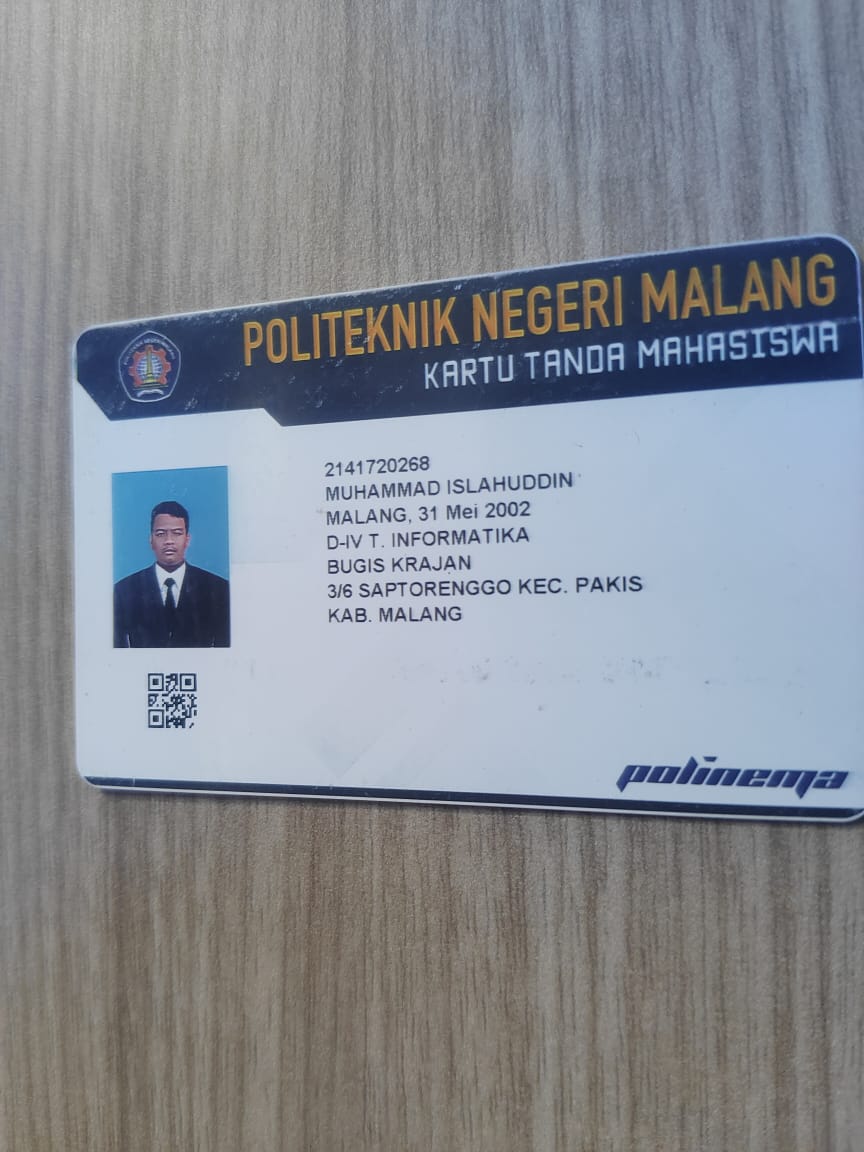 POLITEKNIK NEGERI MALANG
KARTU TANDA MAHASISWA
2141720268
MUHAMMAD ISLAHUDDIN
MALANG, 31 Mei 2002
D-IV T. INFORMATIKA
BUGIS KRAJAN
3/6 SAPTORENGGO KEC. PAKIS
KAB. MALANG
polinema